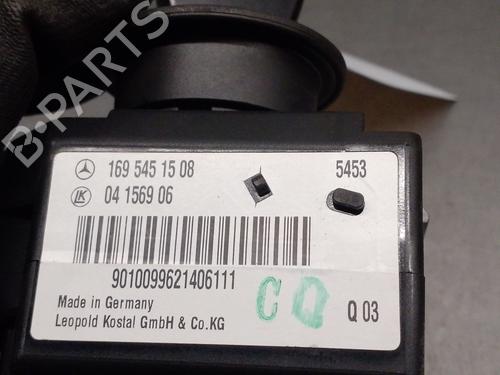 B-PARTS
169 545 15 08
5453
LK
04 1569 06
9010099621406111
CQ
Made in Germany
Leopold Kostal GmbH & Co.KG
Q 03